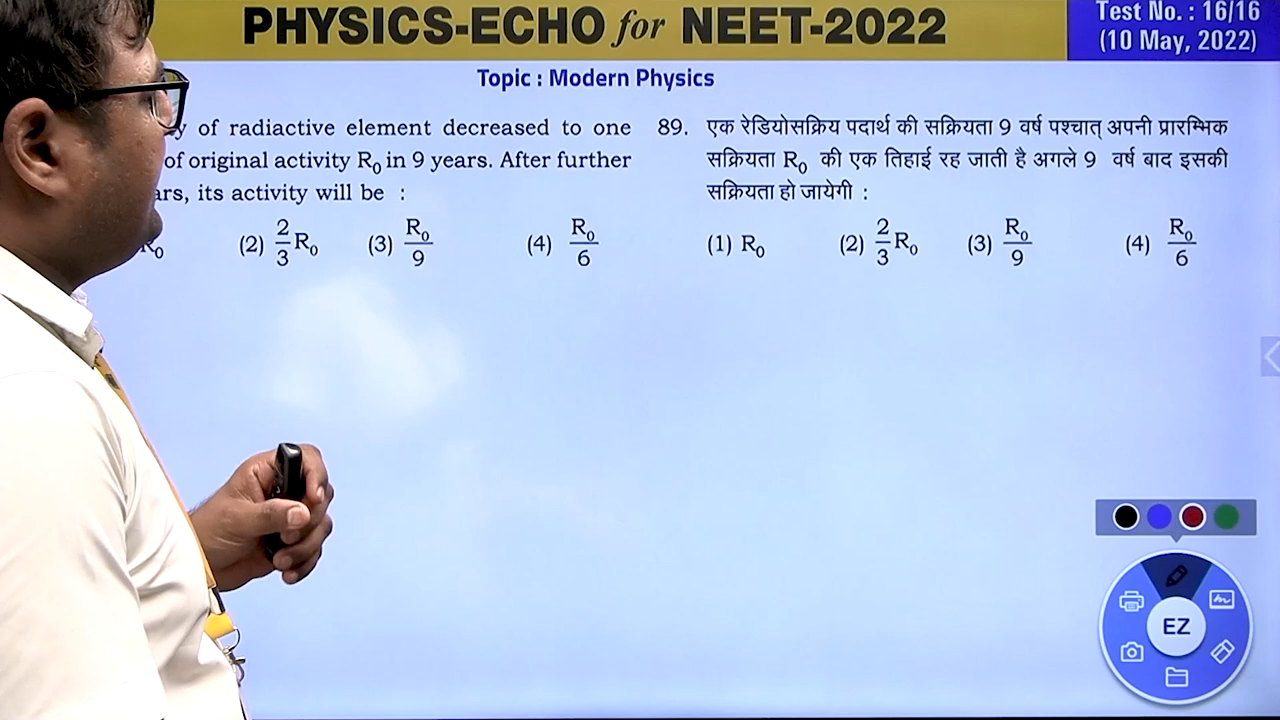 PHYSICS-ECHO for NEET-2022
Test No. : 16/16
(10 May, 2022)
Topic : Modern Physics
of radiactive element decreased to one
of original activity R₀ in 9 years. After further
its activity will be :
R₀ (2) 2/3 R₀ (3) R₀/9 (4) R₀/6
89. एक रेडियोसक्रिय पदार्थ की सक्रियता 9 वर्ष पश्चात् अपनी प्रारम्भिक
सक्रियता R₀ की एक तिहाई रह जाती है अगले 9 वर्ष बाद इसकी
सक्रियता हो जायेगी :
(1) R₀ (2) 2/3 R₀ (3) R₀/9 (4) R₀/6
EZ